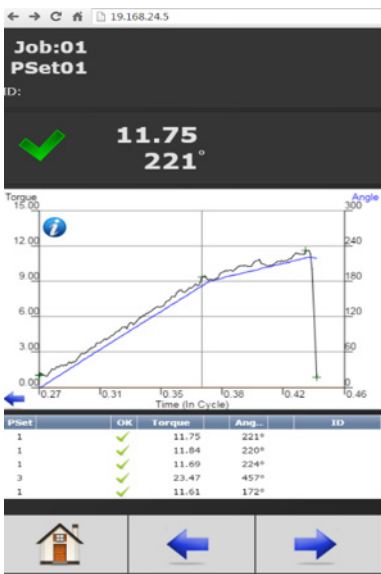 19.168.24.5
Job:01
PSet01
ID:
11.75
221°
Torque Angle
15.00 300
12.00 240
9.00 180
6.00 120
3.00 60
0.00 0
0.27 0.31 0.35 0.38 0.42 0.46
Time (In Cycle)
PSet OK Torque Ang.. ID
1 11.75 221°
1 11.84 220°
1 11.69 224°
3 23.47 457°
1 11.61 172°